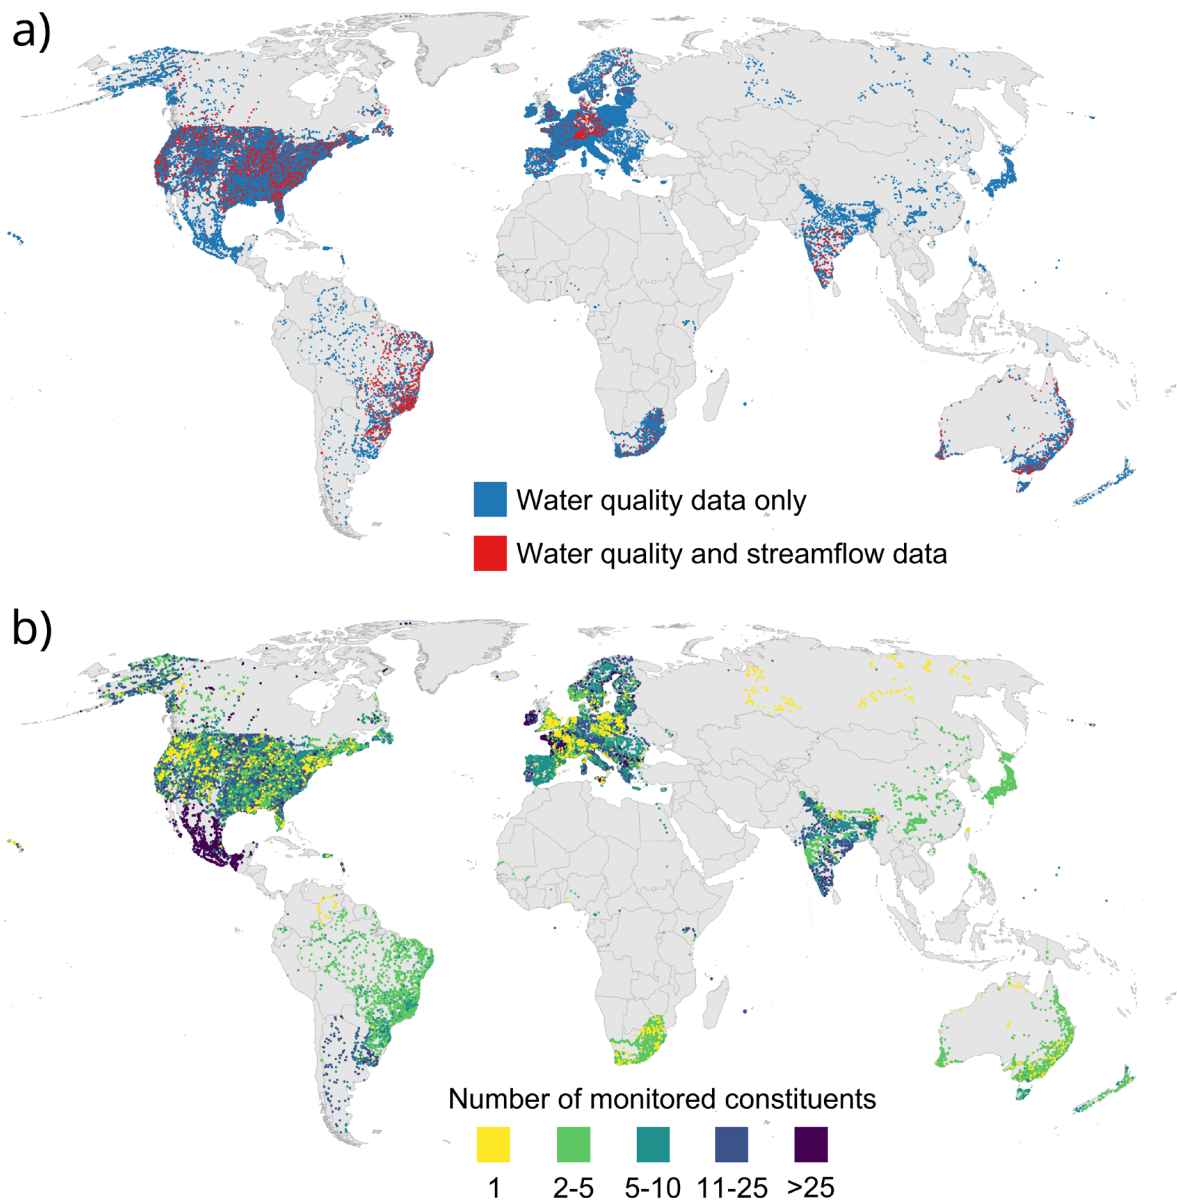 a)
Water quality data only
Water quality and streamflow data
b)
Number of monitored constituents
1 2-5 5-10 11-25 >25